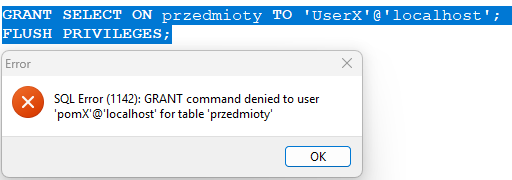 GRANT SELECT ON przedmioty TO 'UserX'@'localhost';
FLUSH PRIVILEGES;
Error
SQL Error (1142): GRANT command denied to user
'pomX'@'localhost' for table 'przedmioty'
OK